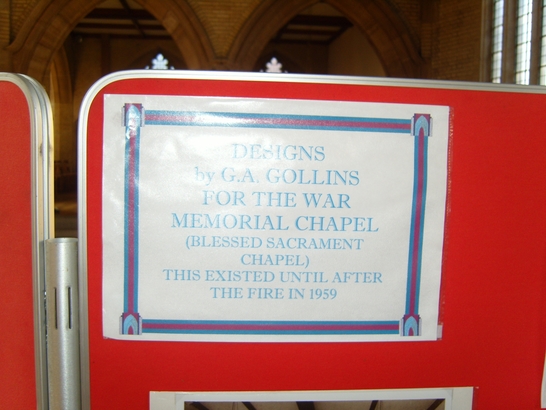 DESIGNS
by G.A. GOLLINS
FOR THE WAR
MEMORIAL CHAPEL
(BLESSED SACRAMENT
CHAPEL)
THIS EXISTED UNTIL AFTER
THE FIRE IN 1959